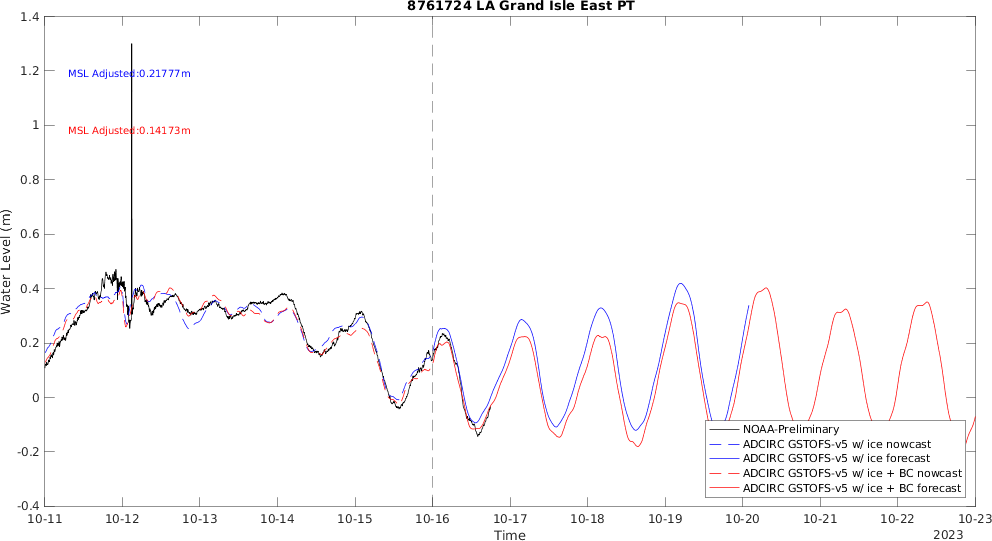 8761724 LA Grand Isle East PT
1.4
1.2
1
0.8
0.6
0.4
0.2
0
-0.2
-0.4
Water Level (m)
MSL Adjusted:0.21777m
MSL Adjusted:0.14173m
NOAA-Preliminary
ADCIRC GSTOFS-v5 w/ ice nowcast
ADCIRC GSTOFS-v5 w/ ice forecast
ADCIRC GSTOFS-v5 w/ ice + BC nowcast
ADCIRC GSTOFS-v5 w/ ice + BC forecast
10-11 10-12 10-13 10-14 10-15 10-16 10-17 10-18 10-19 10-20 10-21 10-22 10-23
Time
2023